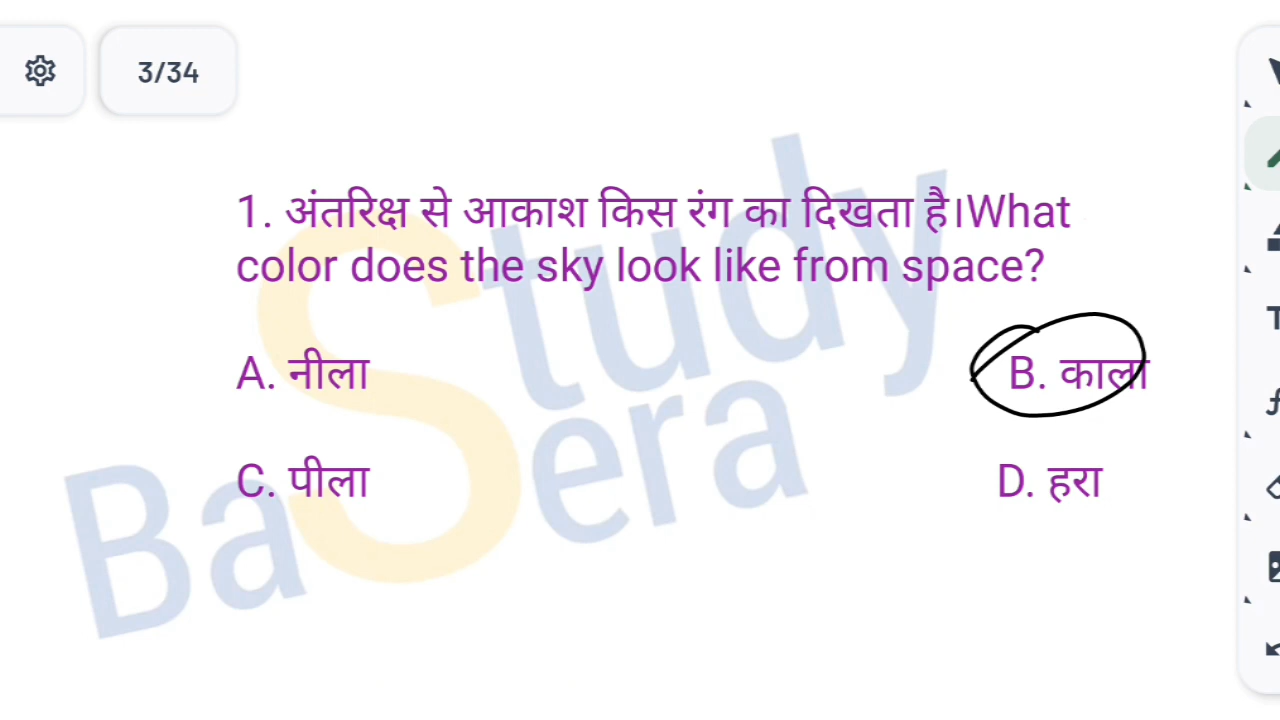 3/34
1. अंतरिक्ष से आकाश किस रंग का दिखता है।What
color does the sky look like from space?
A. नीला B. काला
C. पीला D. हरा
Study
BaSera